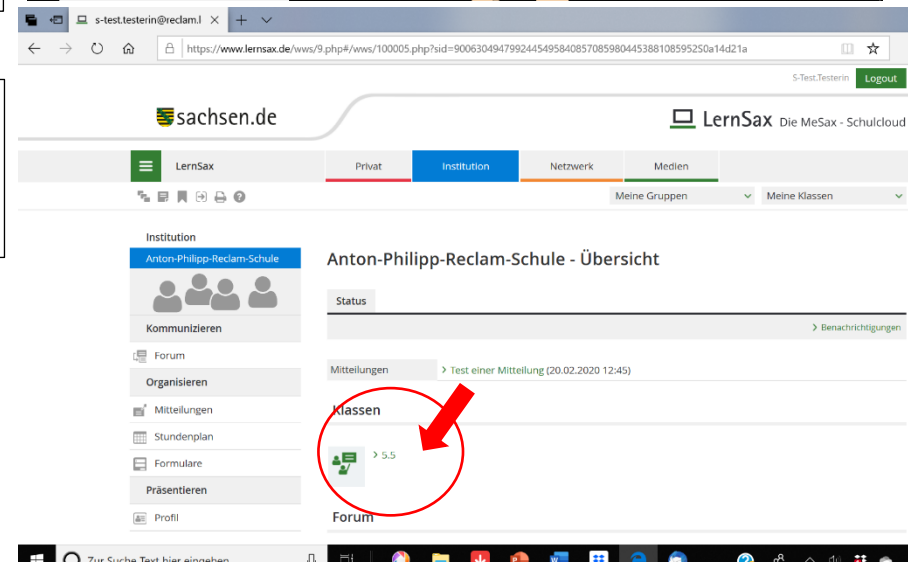 s-test.testerin@reclam.l
https://www.lernsax.de/wws/9.php#/wws/100005.php?sid=90063049479924454958408570859804453881085952S0a14d21a
S-Test.Testerin Logout
sachsen.de
LernSax Die MeSax - Schulcloud
LernSax Privat Institution Netzwerk Medien
Meine Gruppen Meine Klassen
Institution
Anton-Philipp-Reclam-Schule
Anton-Philipp-Reclam-Schule - Übersicht
Status
Kommunizieren
> Benachrichtigungen
Forum
Mitteilungen > Test einer Mitteilung (20.02.2020 12:45)
Organisieren
Mitteilungen
Klassen
Stundenplan
> 5.5
Formulare
Präsentieren
Profil
Forum
Zur Suche Text hier eingeben